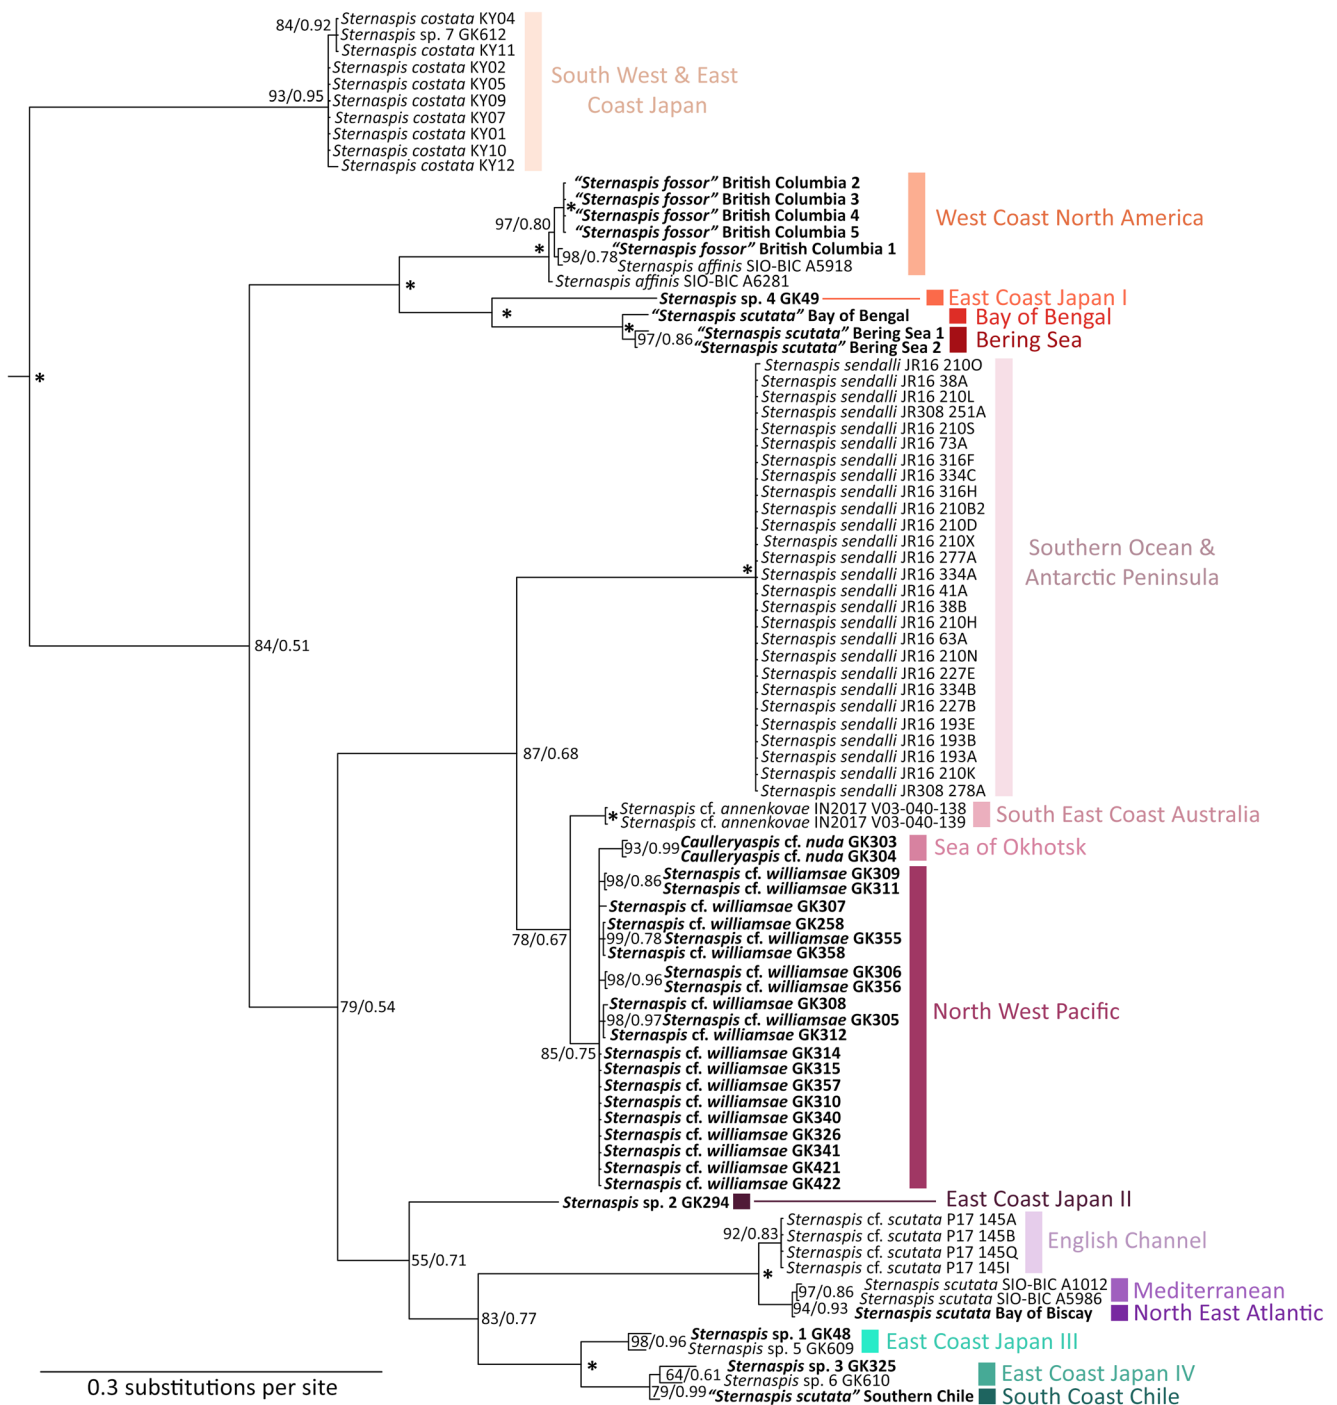 84/0.92
Sternaspis costata KY04
Sternaspis sp. 7 GK612
Sternaspis costata KY11
Sternaspis costata KY02
Sternaspis costata KY05
93/0.95
Sternaspis costata KY09
Sternaspis costata KY07
Sternaspis costata KY01
Sternaspis costata KY10
Sternaspis costata KY12
South West & East
Coast Japan
“Sternaspis fossor” British Columbia 2
“Sternaspis fossor” British Columbia 3
*
“Sternaspis fossor” British Columbia 4
97/0.80
“Sternaspis fossor” British Columbia 5
*
“Sternaspis fossor” British Columbia 1
98/0.78
Sternaspis affinis SIO-BIC A5918
Sternaspis affinis SIO-BIC A6281
West Coast North America
*
Sternaspis sp. 4 GK49
East Coast Japan I
*
“Sternaspis scutata” Bay of Bengal
Bay of Bengal
*
“Sternaspis scutata” Bering Sea 1
97/0.86
“Sternaspis scutata” Bering Sea 2
Bering Sea
*
Sternaspis sendalli JR16 210O
Sternaspis sendalli JR16 38A
Sternaspis sendalli JR16 210L
Sternaspis sendalli JR308 251A
Sternaspis sendalli JR16 210S
Sternaspis sendalli JR16 73A
Sternaspis sendalli JR16 316F
Sternaspis sendalli JR16 334C
Sternaspis sendalli JR16 316H
Sternaspis sendalli JR16 210B2
Sternaspis sendalli JR16 210D
Sternaspis sendalli JR16 210X
Sternaspis sendalli JR16 277A
*
Sternaspis sendalli JR16 334A
Sternaspis sendalli JR16 41A
Sternaspis sendalli JR16 38B
Sternaspis sendalli JR16 210H
Sternaspis sendalli JR16 63A
Sternaspis sendalli JR16 210N
Sternaspis sendalli JR16 227E
Sternaspis sendalli JR16 334B
Sternaspis sendalli JR16 227B
Sternaspis sendalli JR16 193E
Sternaspis sendalli JR16 193B
Sternaspis sendalli JR16 193A
Sternaspis sendalli JR16 210K
Sternaspis sendalli JR308 278A
Southern Ocean &
Antarctic Peninsula
84/0.51
87/0.68
*
Sternaspis cf. annenkovae IN2017 V03-040-138
Sternaspis cf. annenkovae IN2017 V03-040-139
South East Coast Australia
93/0.99
Caulleryaspis cf. nuda GK303
Caulleryaspis cf. nuda GK304
Sea of Okhotsk
Sternaspis cf. williamsae GK309
98/0.86
Sternaspis cf. williamsae GK311
Sternaspis cf. williamsae GK307
Sternaspis cf. williamsae GK258
78/0.67
99/0.78
Sternaspis cf. williamsae GK355
Sternaspis cf. williamsae GK358
Sternaspis cf. williamsae GK306
98/0.96
Sternaspis cf. williamsae GK356
Sternaspis cf. williamsae GK308
98/0.97
Sternaspis cf. williamsae GK305
Sternaspis cf. williamsae GK312
85/0.75
Sternaspis cf. williamsae GK314
Sternaspis cf. williamsae GK315
Sternaspis cf. williamsae GK357
Sternaspis cf. williamsae GK310
Sternaspis cf. williamsae GK340
Sternaspis cf. williamsae GK326
Sternaspis cf. williamsae GK341
Sternaspis cf. williamsae GK421
Sternaspis cf. williamsae GK422
North West Pacific
79/0.54
Sternaspis sp. 2 GK294
East Coast Japan II
Sternaspis cf. scutata P17 145A
92/0.83
Sternaspis cf. scutata P17 145B
Sternaspis cf. scutata P17 145Q
Sternaspis cf. scutata P17 145I
English Channel
55/0.71
*
97/0.86
Sternaspis scutata SIO-BIC A1012
Sternaspis scutata SIO-BIC A5986
Mediterranean
94/0.93
Sternaspis scutata Bay of Biscay
North East Atlantic
83/0.77
98/0.96
Sternaspis sp. 1 GK48
Sternaspis sp. 5 GK609
East Coast Japan III
*
Sternaspis sp. 3 GK325
64/0.61
Sternaspis sp. 6 GK610
East Coast Japan IV
79/0.99
“Sternaspis scutata” Southern Chile
South Coast Chile
0.3 substitutions per site